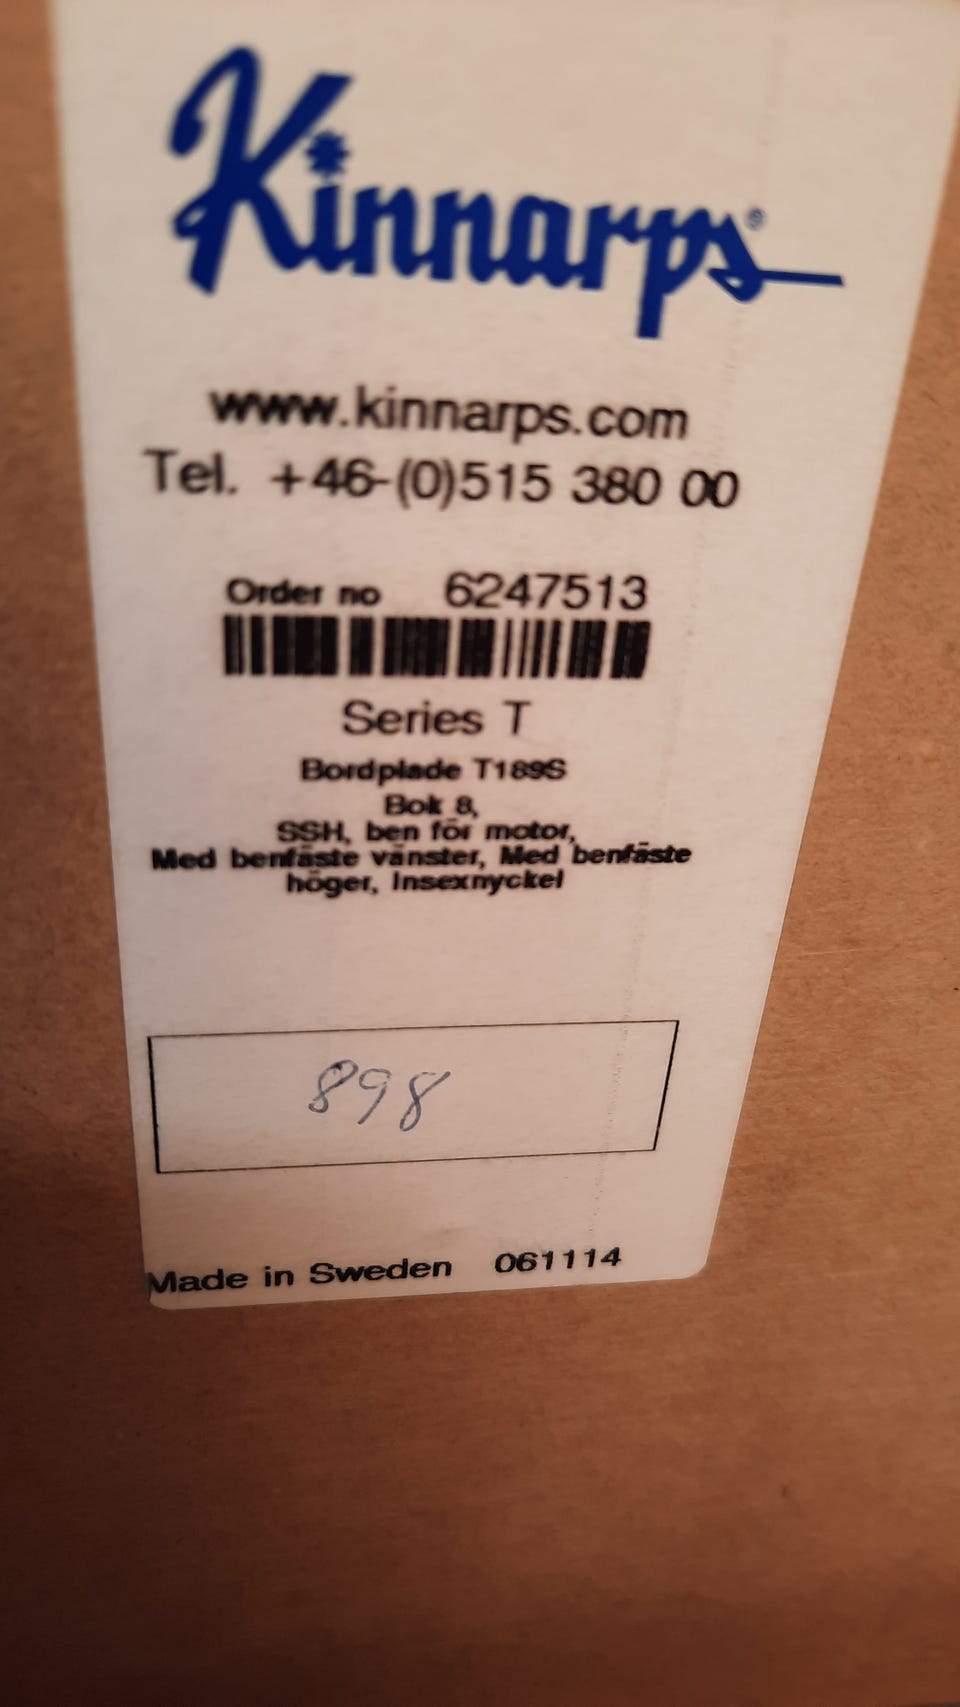 Kinnarps®
www.kinnarps.com
Tel. +46-(0)515 380 00
Order no 6247513
Series T
Bordplade T189S
Bok 8,
SSH, ben för motor,
Med benfäste vänster, Med benfäste
höger, Insexnyckel
898
Made in Sweden 061114